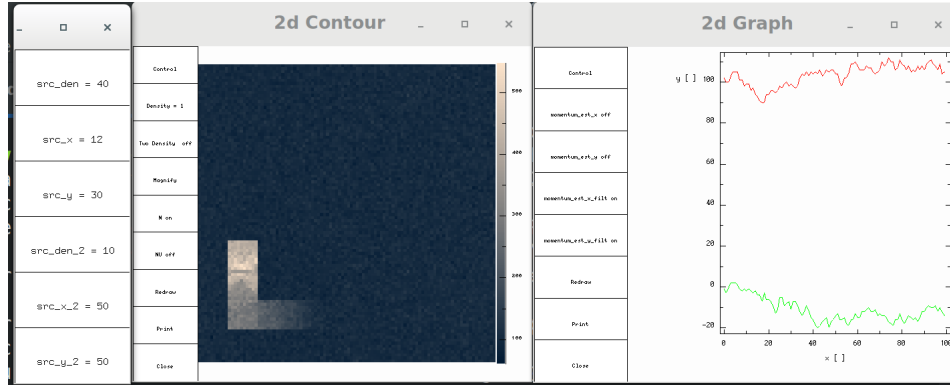 src_den = 40
src_x = 12
src_y = 30
src_den_2 = 10
src_x_2 = 50
src_y_2 = 50
2d Contour
Control
Density = 1
Two Density off
Magnify
N on
NU off
Redraw
Print
Close
500
400
300
200
100
2d Graph
Control
momentum_est_x off
momentum_est_y off
momentum_est_x_filt on
momentum_est_y_filt on
Redraw
Print
Close
y [ ]
100
80
60
40
20
0
-20
0 20 40 60 80 100
x [ ]